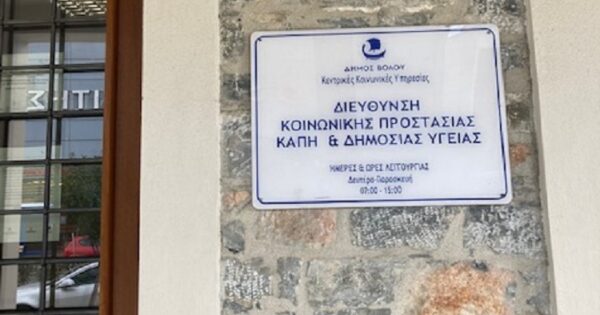 ΔΗΜΟΣ ΒΟΛΟΥ
Κεντρικές Κοινωνικές Υπηρεσίες
ΔΙΕΥΘΥΝΣΗ
ΚΟΙΝΩΝΙΚΗΣ ΠΡΟΣΤΑΣΙΑΣ
ΚΑΠΗ & ΔΗΜΟΣΙΑΣ ΥΓΕΙΑΣ
ΗΜΕΡΕΣ & ΩΡΕΣ ΛΕΙΤΟΥΡΓΙΑΣ
Δευτέρα-Παρασκευή
07:00 - 15:00